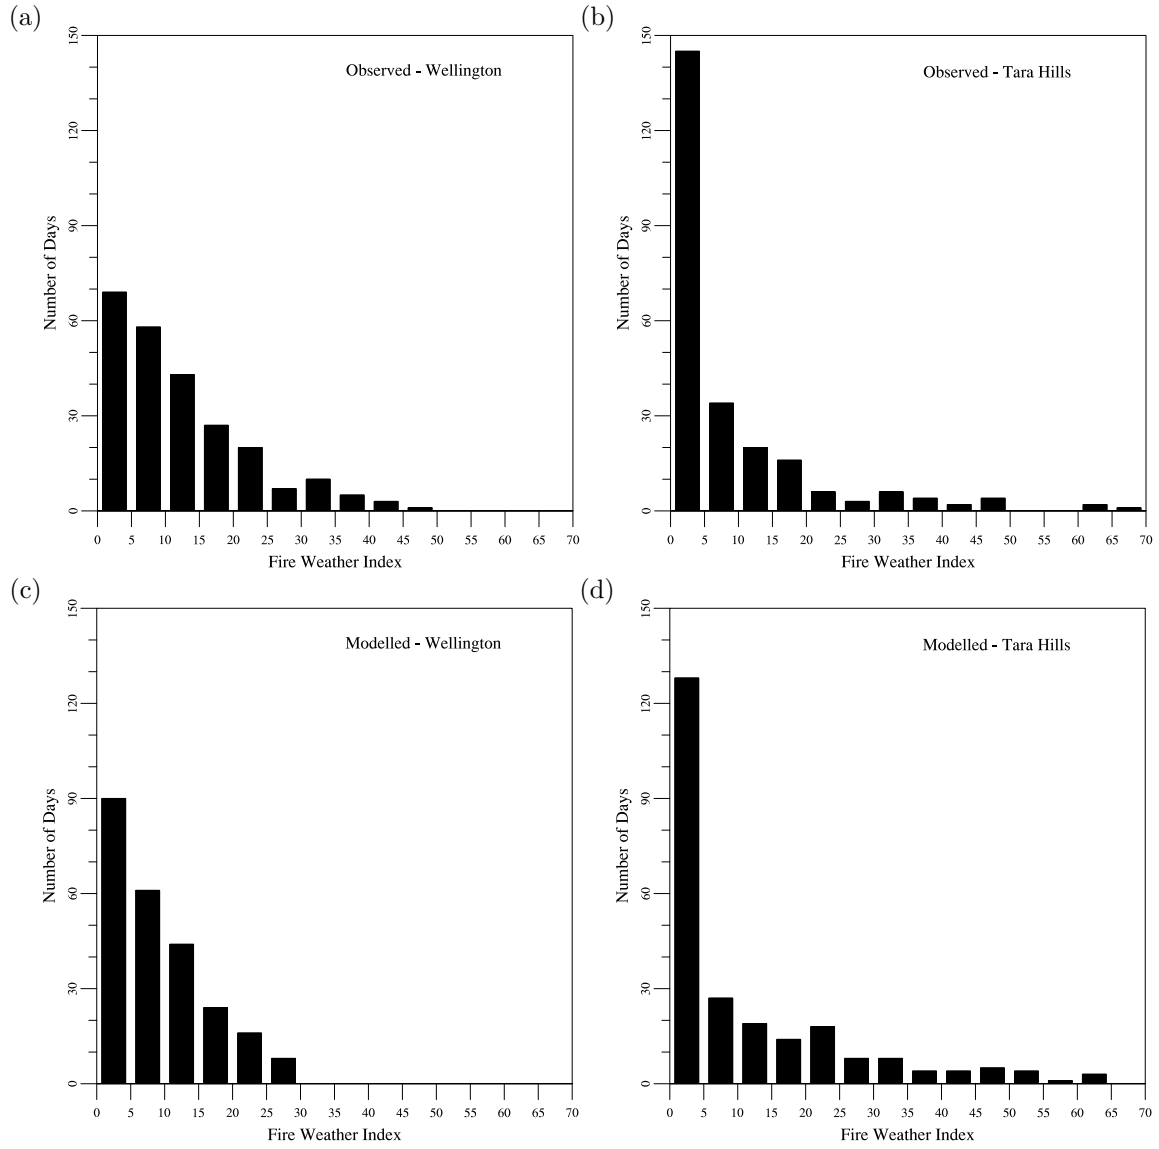 (a)
Observed - Wellington
Number of Days
0 30 60 90 120 150
0 5 10 15 20 25 30 35 40 45 50 55 60 65 70
Fire Weather Index
(b)
Observed - Tara Hills
Number of Days
0 30 60 90 120 150
0 5 10 15 20 25 30 35 40 45 50 55 60 65 70
Fire Weather Index
(c)
Modelled - Wellington
Number of Days
0 30 60 90 120 150
0 5 10 15 20 25 30 35 40 45 50 55 60 65 70
Fire Weather Index
(d)
Modelled - Tara Hills
Number of Days
0 30 60 90 120 150
0 5 10 15 20 25 30 35 40 45 50 55 60 65 70
Fire Weather Index